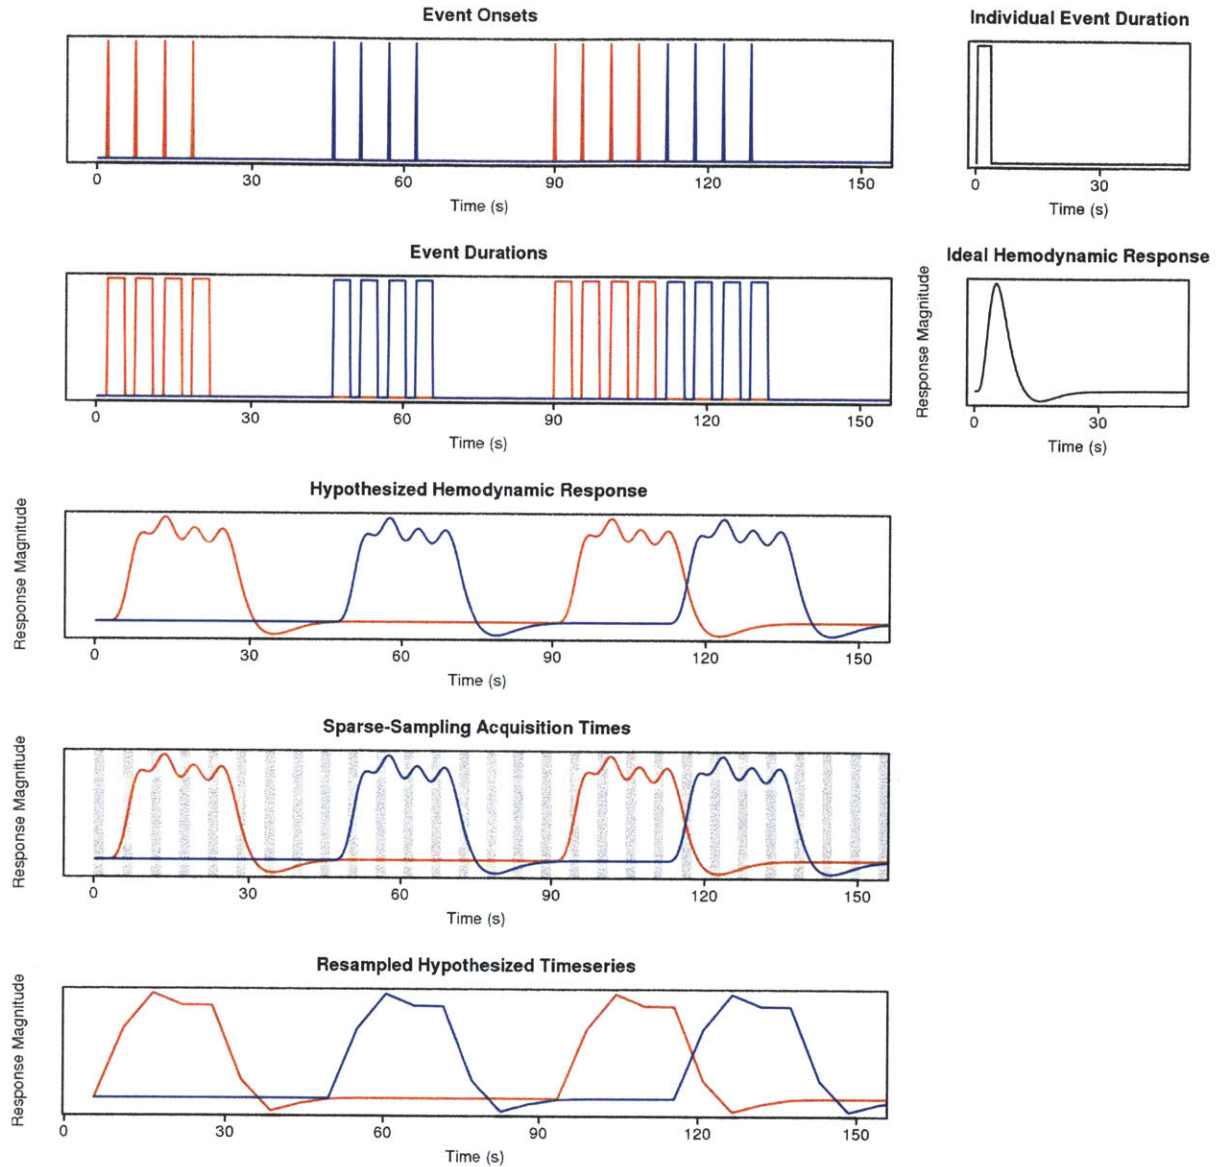 Event Onsets
0 30 60 90 120 150
Time (s)
Individual Event Duration
0 30
Time (s)
Event Durations
0 30 60 90 120 150
Time (s)
Ideal Hemodynamic Response
Response Magnitude
0 30
Time (s)
Hypothesized Hemodynamic Response
Response Magnitude
0 30 60 90 120 150
Time (s)
Sparse-Sampling Acquisition Times
Response Magnitude
0 30 60 90 120 150
Time (s)
Resampled Hypothesized Timeseries
Response Magnitude
0 30 60 90 120 150
Time (s)